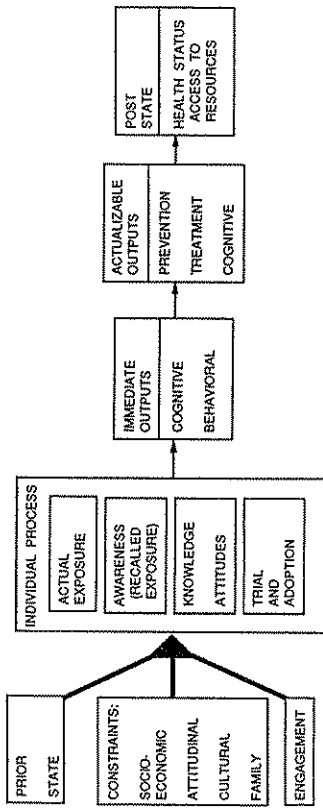 PRIOR
STATE
CONSTRAINTS:
SOCIO-
ECONOMIC
ATTITUDINAL
CULTURAL
FAMILY
ENGAGEMENT
INDIVIDUAL PROCESS
ACTUAL
EXPOSURE
AWARENESS
(RECALLED
EXPOSURE)
KNOWLEDGE
ATTITUDES
TRIAL
AND
ADOPTION
IMMEDIATE
OUTPUTS
COGNITIVE
BEHAVIORAL
ACTUALIZABLE
OUTPUTS
PREVENTION
TREATMENT
COGNITIVE
POST
STATE
HEALTH STATUS
ACCESS TO
RESOURCES